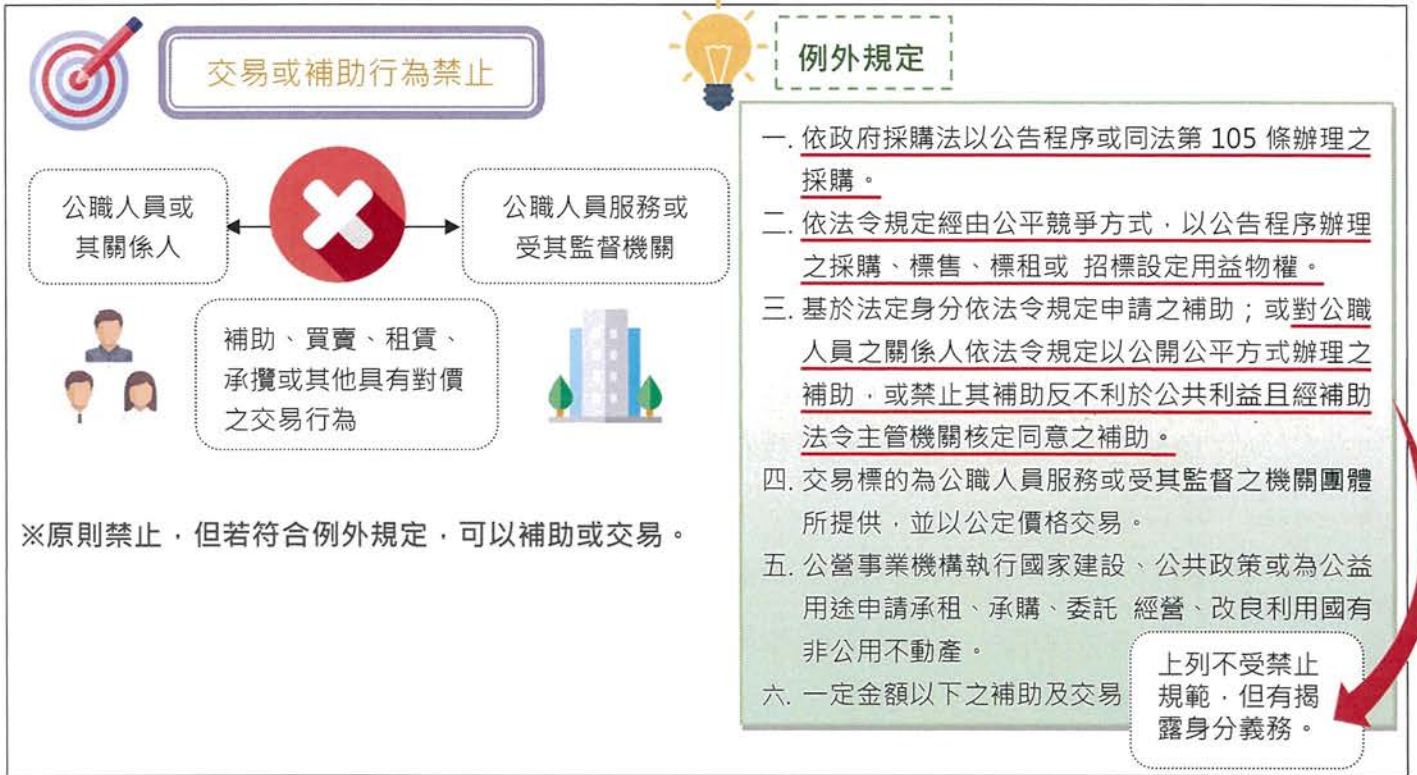 交易或補助行為禁止
公職人員或
其關係人
公職人員服務或
受其監督機關
補助、買賣、租賃、
承攬或其他具有對價
之交易行為
※原則禁止,但若符合例外規定,可以補助或交易。
例外規定
一. 依政府採購法以公告程序或同法第 105 條辦理之
採購。
二. 依法令規定經由公平競爭方式,以公告程序辦理
之採購、標售、標租或 招標設定用益物權。
三. 基於法定身分依法令規定申請之補助;或對公職
人員之關係人依法令規定以公開公平方式辦理之
補助,或禁止其補助反不利於公共利益且經補助
法令主管機關核定同意之補助。
四. 交易標的為公職人員服務或受其監督之機關團體
所提供,並以公定價格交易。
五. 公營事業機構執行國家建設、公共政策或為公益
用途申請承租、承購、委託 經營、改良利用國有
非公用不動產。
六. 一定金額以下之補助及交易
上列不受禁止
規範,但有揭
露身分義務。